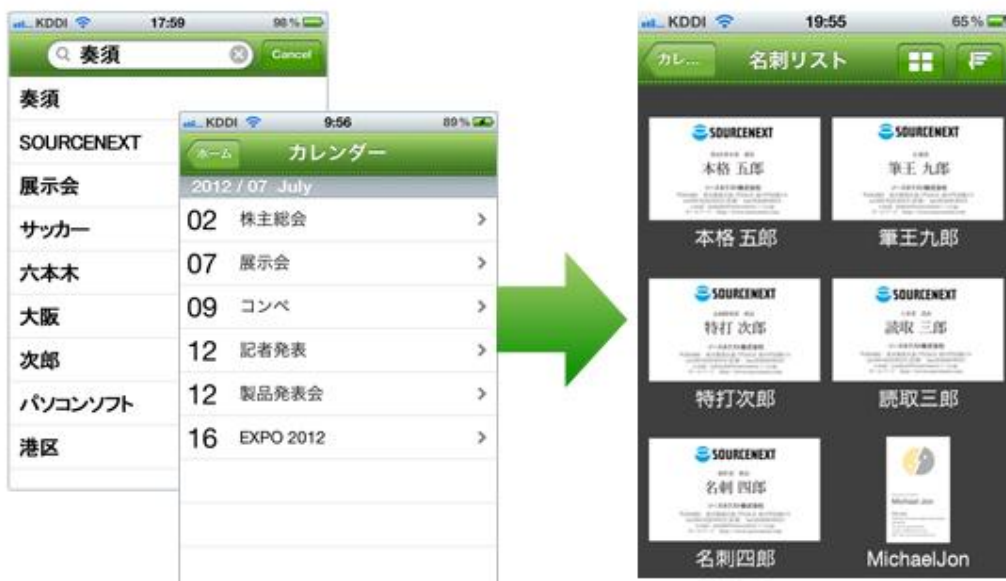 KDDI 17:59 98%
奏須 Cancel
奏須
SOURCENEXT
展示会
サッカー
六本木
大阪
次郎
パソコンソフト
港区
KDDI 9:56 89%
ホーム カレンダー
2012 / 07 July
02 株主総会
07 展示会
09 コンペ
12 記者発表
12 製品発表会
16 EXPO 2012
KDDI 19:55 65%
カレ... 名刺リスト
SOURCENEXT
本格 五郎
本格五郎
SOURCENEXT
筆王 九郎
筆王九郎
SOURCENEXT
特打 次郎
特打次郎
SOURCENEXT
読取 三郎
読取三郎
SOURCENEXT
名刺 四郎
名刺四郎
Michael Jon
MichaelJon